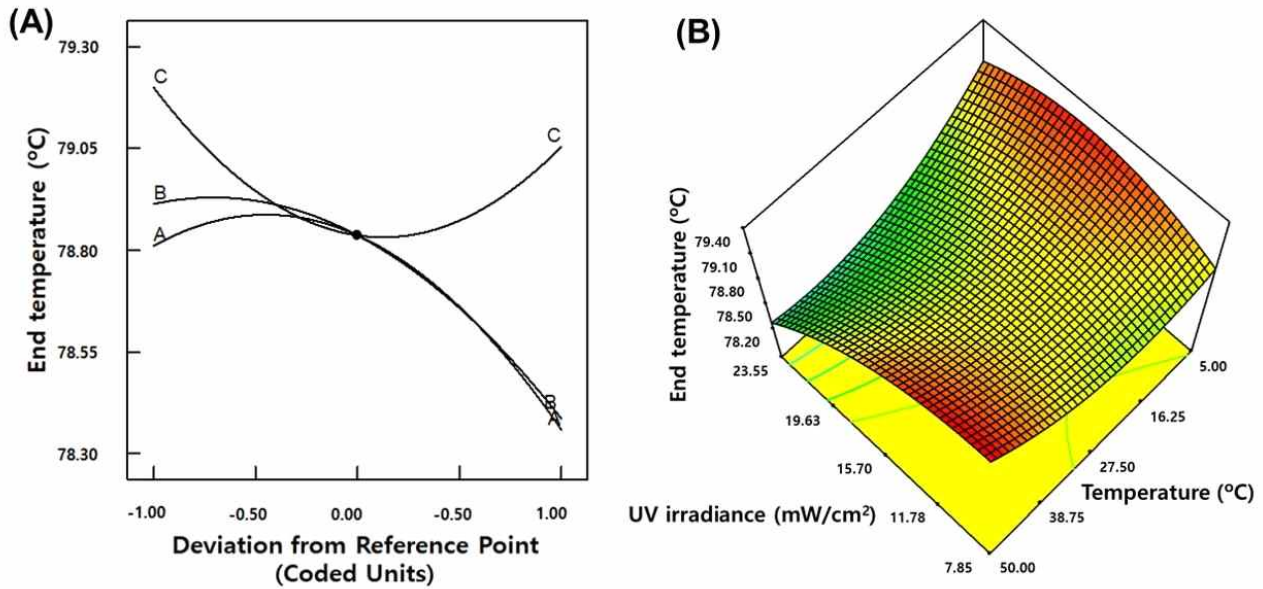 (A)
79.30
79.05
78.80
78.55
78.30
End temperature (ºC)
C
B
A
C
B
A
-1.00
-0.50
0.00
-0.50
1.00
Deviation from Reference Point
(Coded Units)
(B)
End temperature (ºC)
79.40
79.10
78.80
78.50
78.20
23.55
19.63
15.70
11.78
7.85
UV irradiance (mW/cm²)
5.00
16.25
27.50
38.75
50.00
Temperature (ºC)